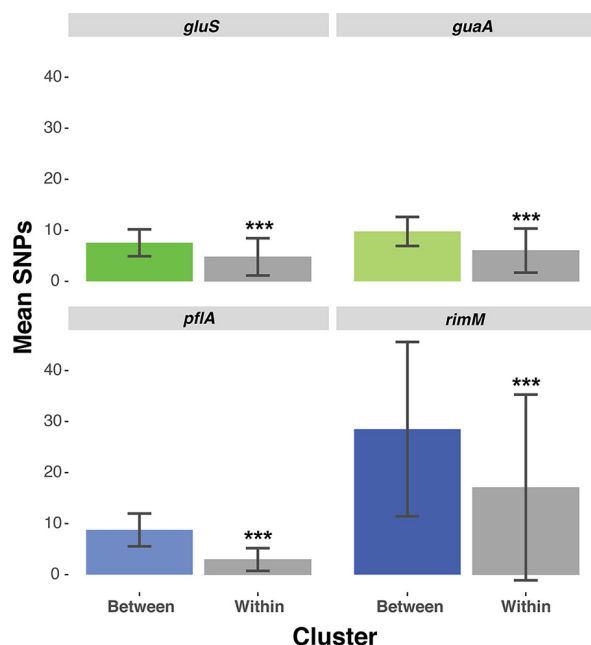 gluS guaA
Mean SNPs
40
30
20
10
0
***
***
pflA rimM
40
30
20
10
0
***
***
Between Within Between Within
Cluster